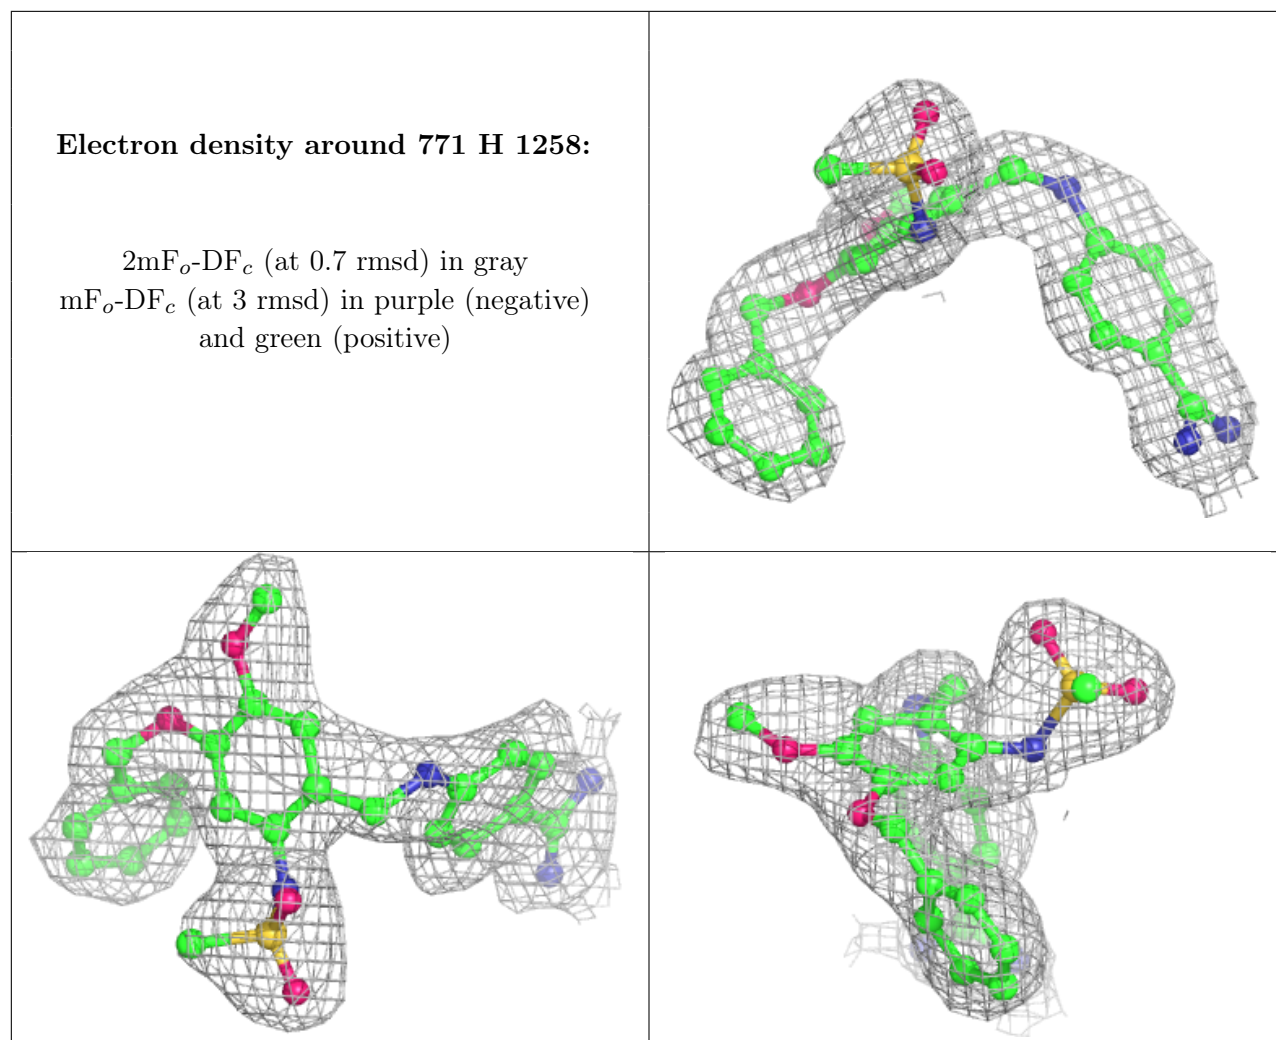 Electron density around 771 H 1258:
2mFo-DFc (at 0.7 rmsd) in gray
mFo-DFc (at 3 rmsd) in purple (negative)
and green (positive)